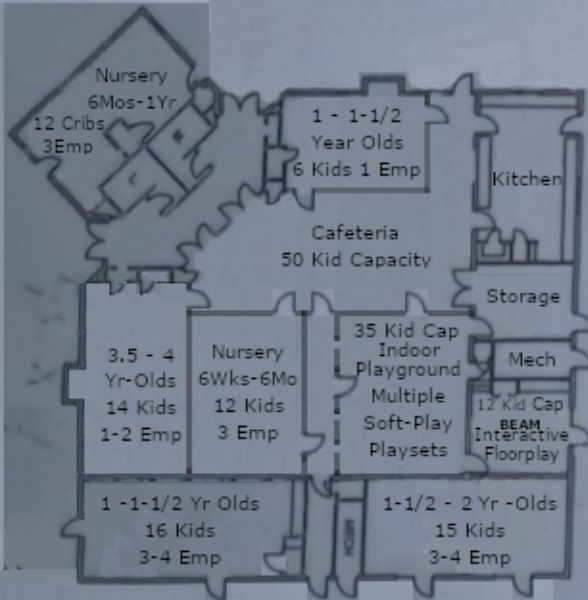 Nursery
6Mos-1Yr
12 Cribs
3Emp
1 - 1-1/2
Year Olds
6 Kids 1 Emp
Kitchen
Cafeteria
50 Kid Capacity
Storage
3.5 - 4
Yr-Olds
14 Kids
1-2 Emp
Nursery
6Wks-6Mo
12 Kids
3 Emp
35 Kid Cap
Indoor
Playground
Multiple
Soft-Play
Playsets
Mech
12 Kid Cap
BEAM
Interactive
Floorplay
1 -1-1/2 Yr Olds
16 Kids
3-4 Emp
MECH
1-1/2 - 2 Yr -Olds
15 Kids
3-4 Emp